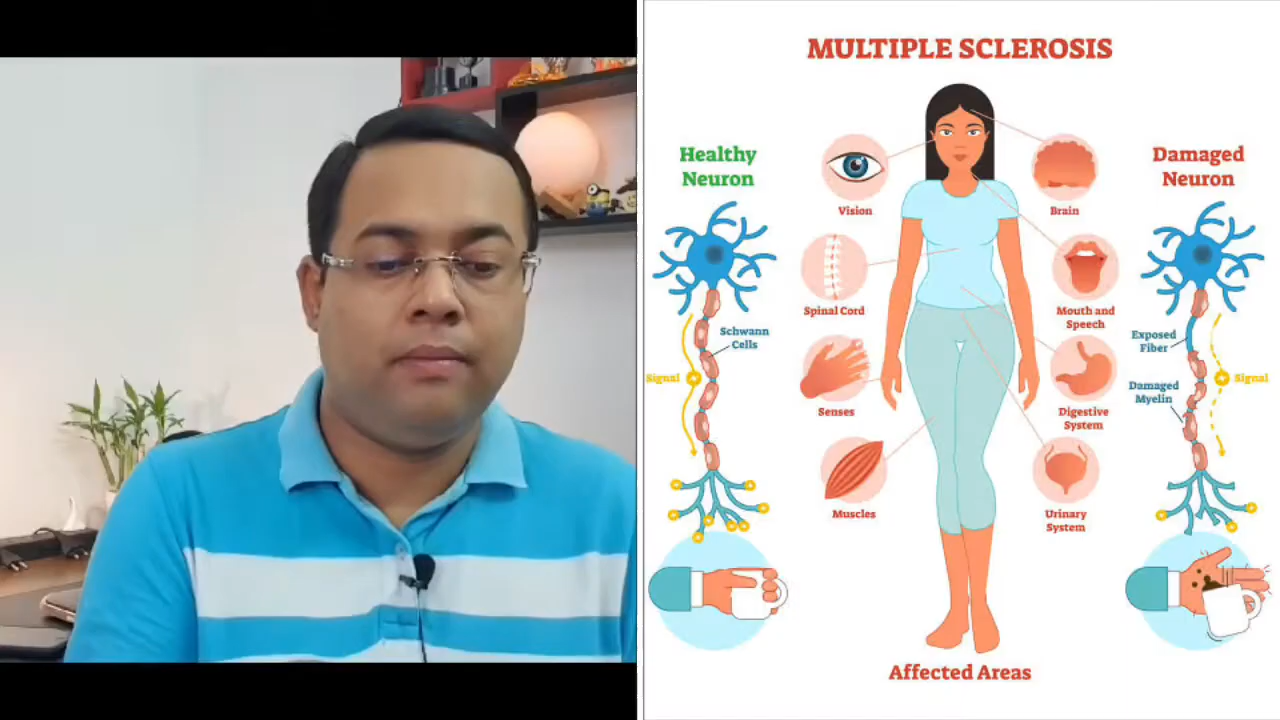 MULTIPLE SCLEROSIS
Healthy
Neuron
Damaged
Neuron
Vision
Brain
Spinal Cord
Mouth and
Speech
Schwann
Cells
Exposed
Fiber
Signal
Signal
Damaged
Myelin
Senses
Digestive
System
Muscles
Urinary
System
Affected Areas